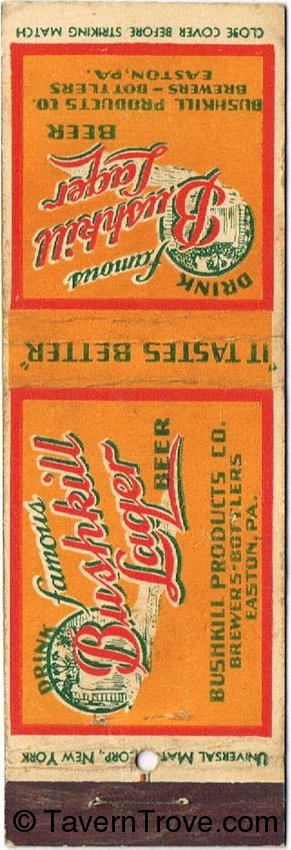 CLOSE COVER BEFORE STRIKING MATCH
DRINK
famous
Bushkill
Lager
BEER
BUSHKILL PRODUCTS CO.
BREWERS - BOTTLERS
EASTON, PA.
"IT TASTES BETTER"
DRINK
famous
Bushkill
Lager
BEER
BUSHKILL PRODUCTS CO.
BREWERS-BOTTLERS
EASTON, PA.
UNIVERSAL CORP., NEW YORK
© TavernTrove.com